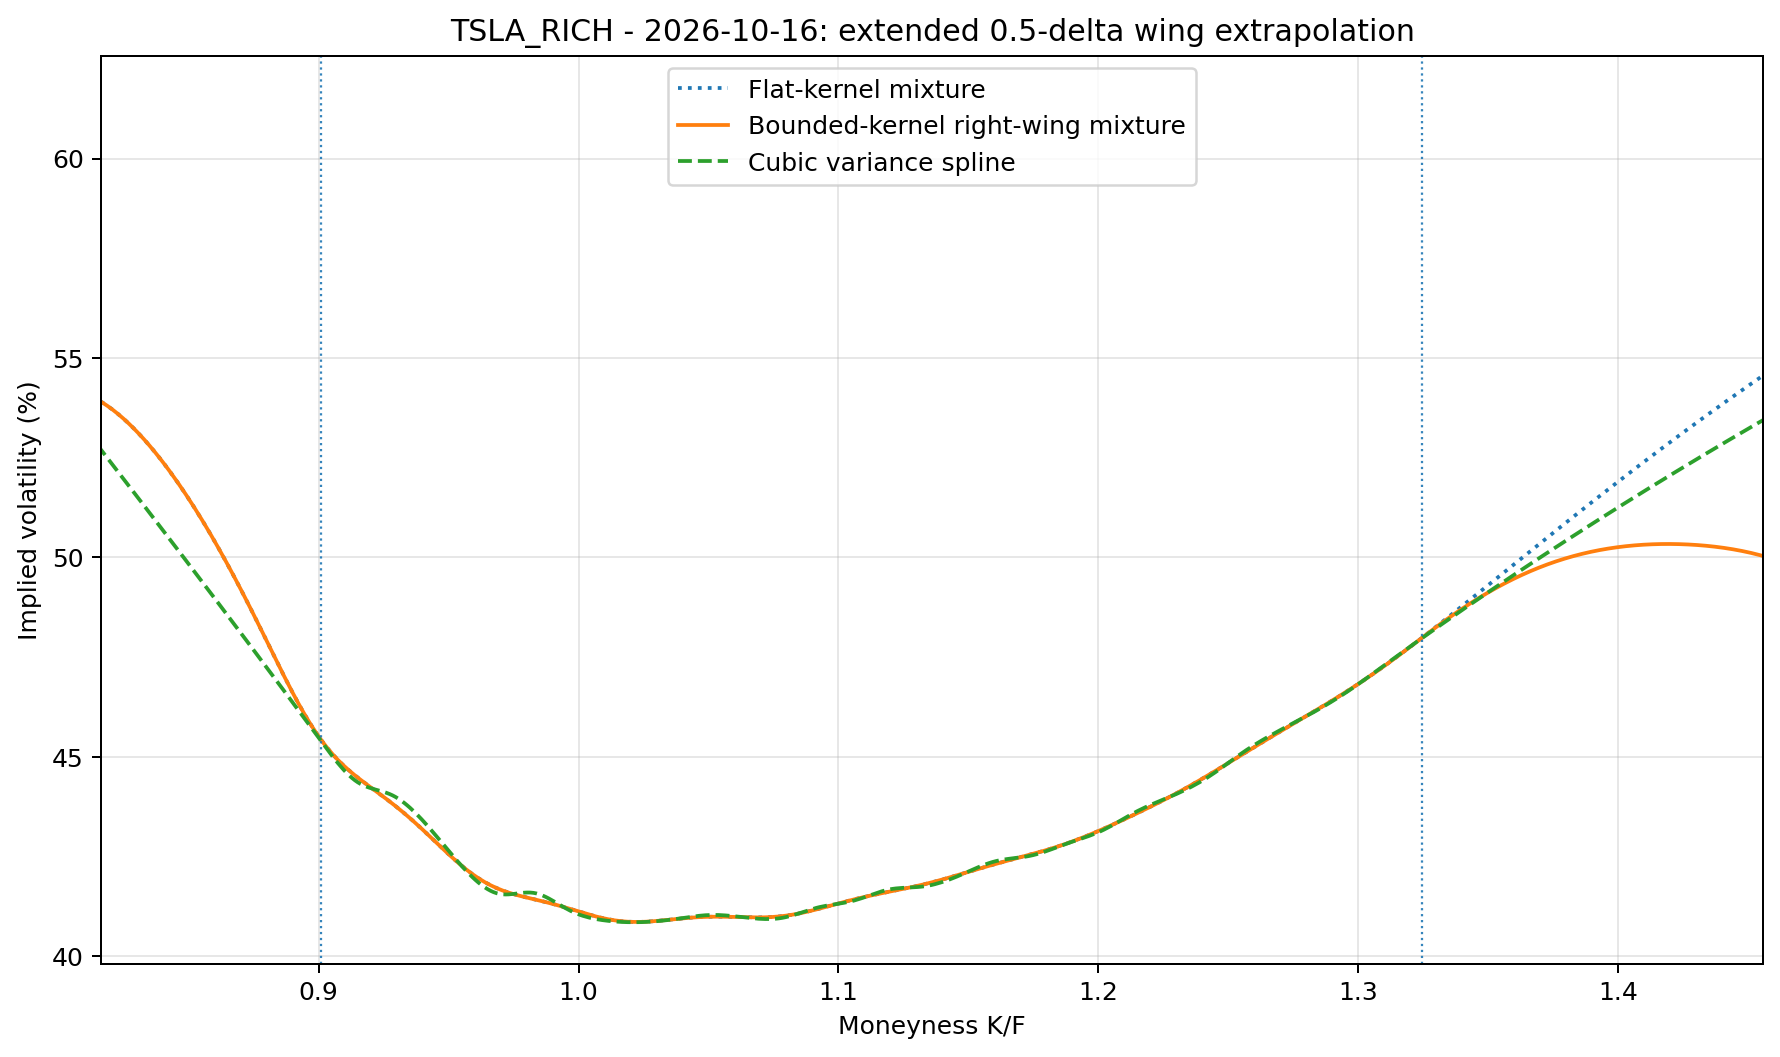 TSLA_RICH - 2026-10-16: extended 0.5-delta wing extrapolation
Flat-kernel mixture
Bounded-kernel right-wing mixture
Cubic variance spline
Implied volatility (%)
60
55
50
45
40
0.9 1.0 1.1 1.2 1.3 1.4
Moneyness K/F